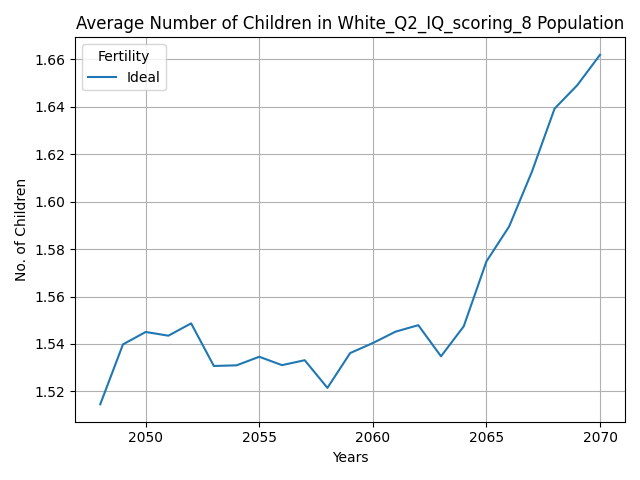 Average Number of Children in White_Q2_IQ_scoring_8 Population
Fertility
Ideal
No. of Children
1.66
1.64
1.62
1.60
1.58
1.56
1.54
1.52
2050 2055 2060 2065 2070
Years